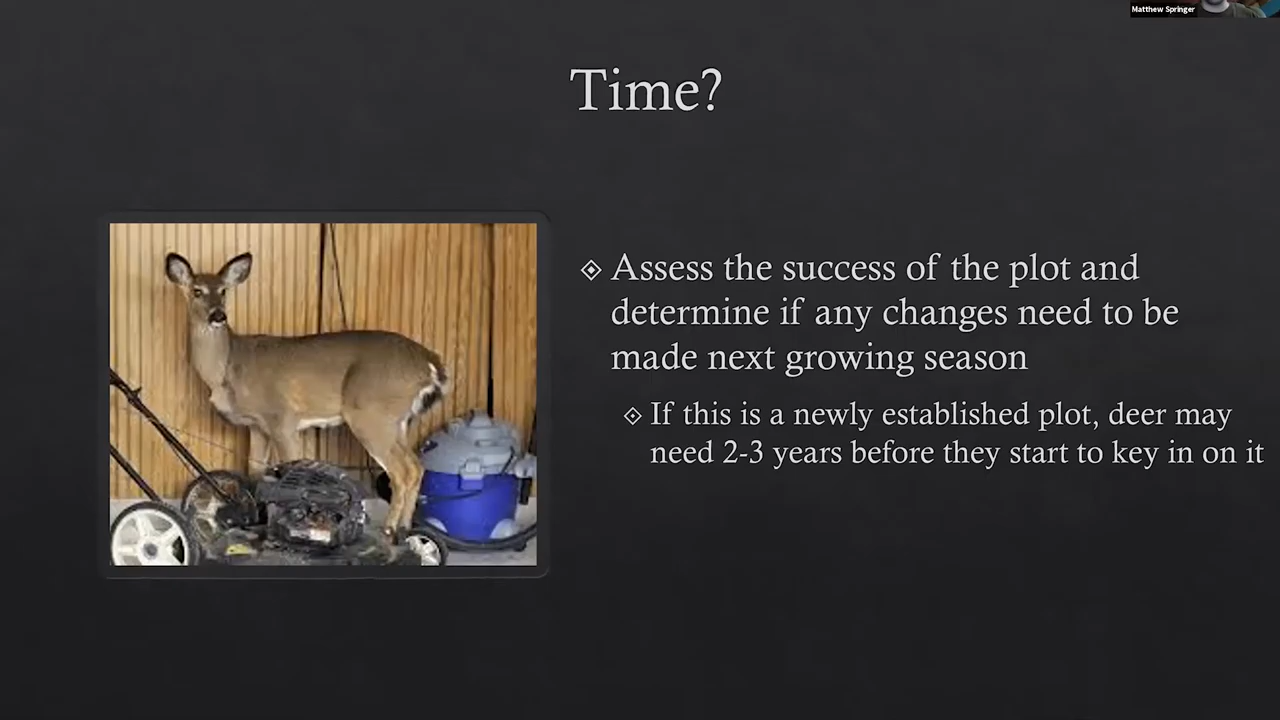 Matthew Springer
Time?
Assess the success of the plot and
determine if any changes need to be
made next growing season
If this is a newly established plot, deer may
need 2-3 years before they start to key in on it